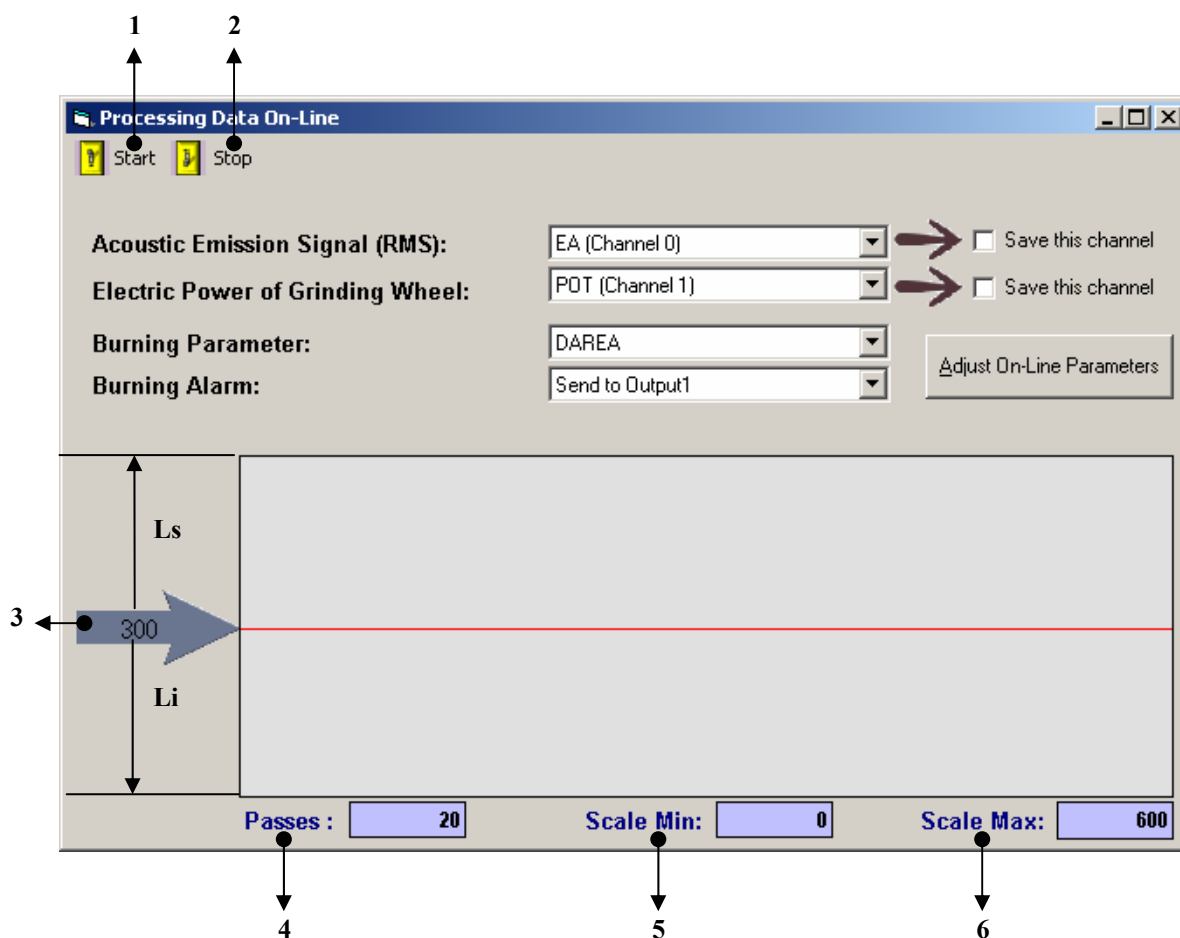 1 2
Processing Data On-Line
Start Stop
Acoustic Emission Signal (RMS): EA (Channel 0) Save this channel
Electric Power of Grinding Wheel: POT (Channel 1) Save this channel
Burning Parameter: DAREA
Adjust On-Line Parameters
Burning Alarm: Send to Output1
Ls
3 300
Li
Passes : 20 Scale Min: 0 Scale Max: 600
4 5 6